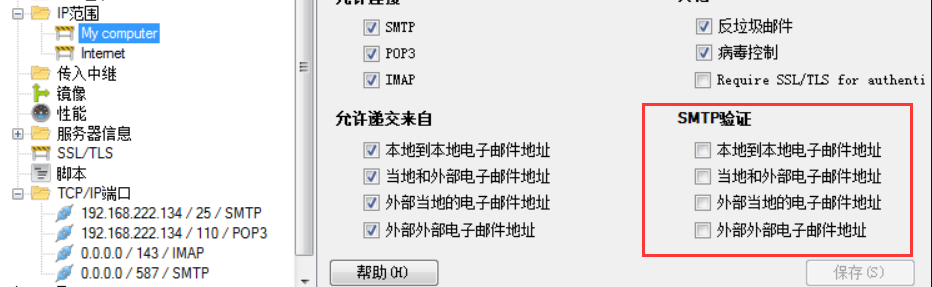 IP范围
My computer
Internet
传入中继
镜像
性能
服务器信息
SSL/TLS
脚本
TCP/IP端口
192.168.222.134 / 25 / SMTP
192.168.222.134 / 110 / POP3
0.0.0.0 / 143 / IMAP
0.0.0.0 / 587 / SMTP
SMTP
POP3
IMAP
反垃圾邮件
病毒控制
Require SSL/TLS for authenti
允许递交来自
本地到本地电子邮件地址
当地和外部电子邮件地址
外部当地的电子邮件地址
外部外部电子邮件地址
SMTP验证
本地到本地电子邮件地址
当地和外部电子邮件地址
外部当地的电子邮件地址
外部外部电子邮件地址
帮助(H)
保存(S)